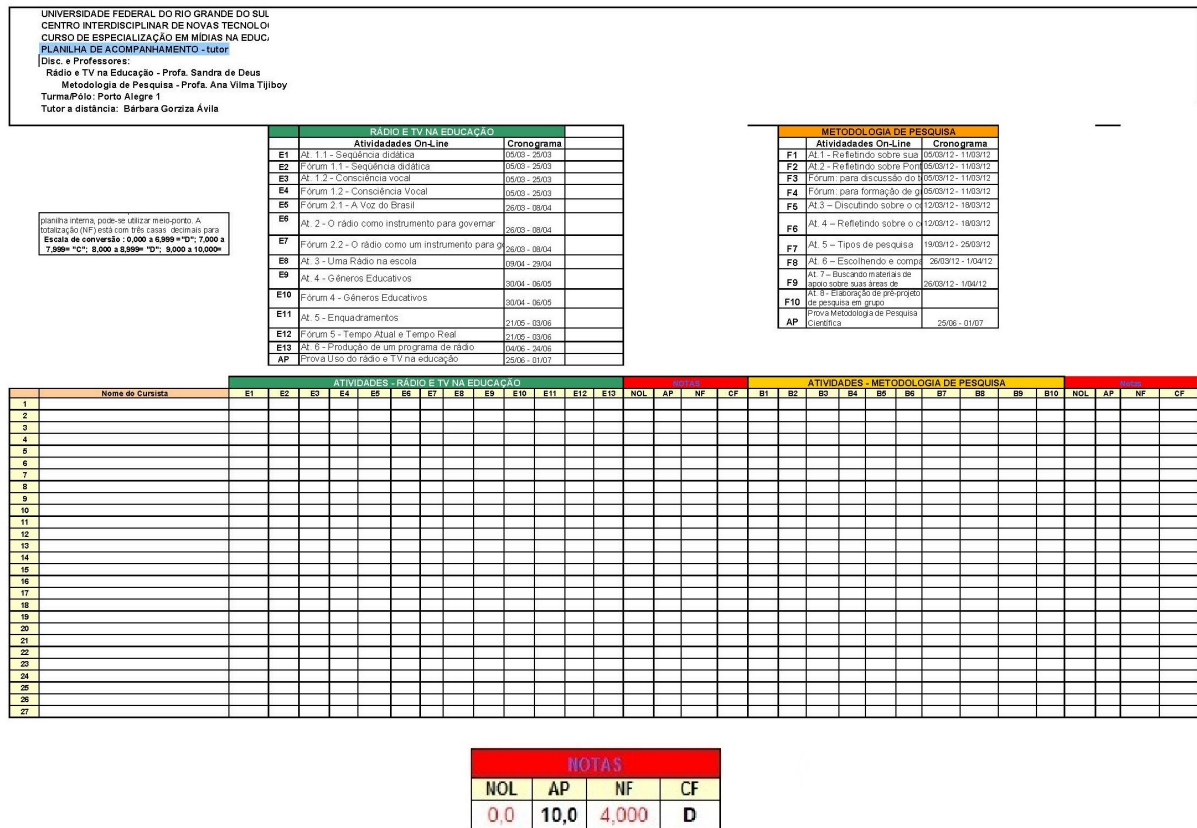 UNIVERSIDADE FEDERAL DO RIO GRANDE DO SUL
CENTRO INTERDISCIPLINAR DE NOVAS TECNOLO
CURSO DE ESPECIALIZAÇÃO EM MÍDIAS NA EDUC
PLANILHA DE ACOMPANHAMENTO - tutor
Disc. e Professores:
Rádio e TV na Educação - Profa. Sandra de Deus
Metodologia de Pesquisa - Profa. Ana Vilma Tijiboy
Turma/Pólo: Porto Alegre 1
Tutor a distância: Bárbara Gorziza Ávila
RÁDIO E TV NA EDUCAÇÃO
Atividadades On-Line Cronograma
E1 At. 1.1 - Seqüência didática 05/03 - 25/03
E2 Fórum 1.1 - Seqüência didática 05/03 - 25/03
E3 At. 1.2 - Consciência vocal 05/03 - 25/03
E4 Fórum 1.2 - Consciência Vocal 05/03 - 25/03
E5 Fórum 2.1 - A Voz do Brasil 26/03 - 08/04
E6 At. 2 - O rádio como instrumento para governar 26/03 - 08/04
E7 Fórum 2.2 - O rádio como um instrumento para g 26/03 - 08/04
E8 At. 3 - Uma Rádio na escola 09/04 - 29/04
E9 At. 4 - Gêneros Educativos 30/04 - 06/05
E10 Fórum 4 - Gêneros Educativos 30/04 - 06/05
E11 At. 5 - Enquadramentos 21/05 - 03/06
E12 Fórum 5 - Tempo Atual e Tempo Real 21/05 - 03/06
E13 At. 6 - Produção de um programa de rádio 04/06 - 24/06
AP Prova Uso do rádio e TV na educação 25/06 - 01/07
METODOLOGIA DE PESQUISA
Atividadades On-Line Cronograma
F1 At.1 - Refletindo sobre sua 05/03/12 - 11/03/12
F2 At.2 - Refletindo sobre Pont 05/03/12 - 11/03/12
F3 Fórum: para discussão do t 05/03/12 - 11/03/12
F4 Fórum: para formação de g 05/03/12 - 11/03/12
F5 At.3 – Discutindo sobre o c 12/03/12 - 18/03/12
F6 At. 4 – Refletindo sobre o c 12/03/12 - 18/03/12
F7 At. 5 – Tipos de pesquisa 19/03/12 - 25/03/12
F8 At. 6 – Escolhendo e compa 26/03/12 - 1/04/12
F9 At. 7 – Buscando materiais de
apoio sobre suas áreas de 26/03/12 - 1/04/12
F10 At. 8 - Elaboração de pré-projeto
de pesquisa em grupo
AP Prova Metodologia de Pesquisa
Científica 25/06 - 01/07
planilha interna, pode-se utilizar meio-ponto. A
totalização (NF) está com três casas decimais para
Escala de conversão : 0,000 a 6,999 ="D"; 7,000 a
7,999= "C"; 8,000 a 8,999= "D"; 9,000 a 10,000=
ATIVIDADES - RÁDIO E TV NA EDUCAÇÃO NOTAS ATIVIDADES - METODOLOGIA DE PESQUISA Notas
Nome do Cursista E1 E2 E3 E4 E5 E6 E7 E8 E9 E10 E11 E12 E13 NOL AP NF CF B1 B2 B3 B4 B5 B6 B7 B8 B9 B10 NOL AP NF CF
1
2
3
4
5
6
7
8
9
10
11
12
13
14
15
16
17
18
19
20
21
22
23
24
25
26
27
NOTAS
NOL AP NF CF
0,0 10,0 4,000 D